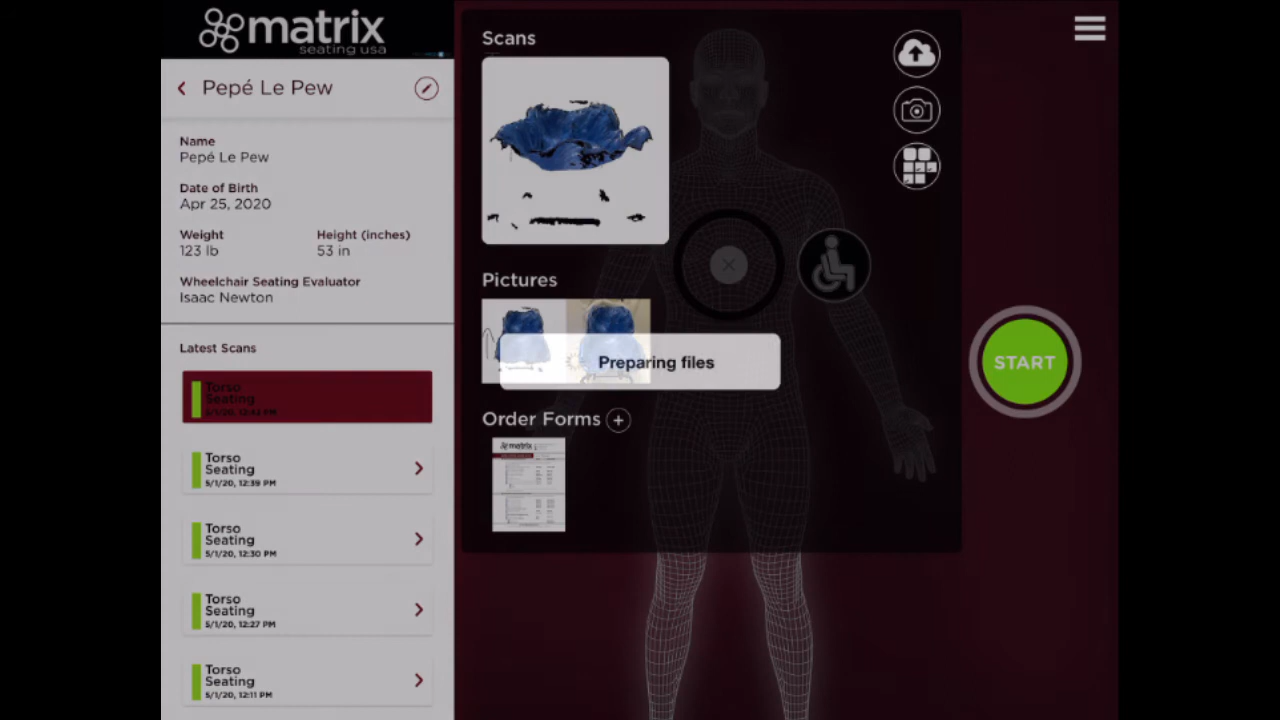 matrix
seating usa
Pepé Le Pew
Name
Pepé Le Pew
Date of Birth
Apr 25, 2020
Weight
Height (inches)
123 lb
53 in
Wheelchair Seating Evaluator
Isaac Newton
Latest Scans
Torso
Seating
Torso
Seating
5/1/20, 12:39 PM
Torso
Seating
5/1/20, 12:30 PM
Torso
Seating
5/1/20, 12:27 PM
Torso
Seating
5/1/20, 12:11 PM
Scans
Pictures
Preparing files
Order Forms
matrix
START